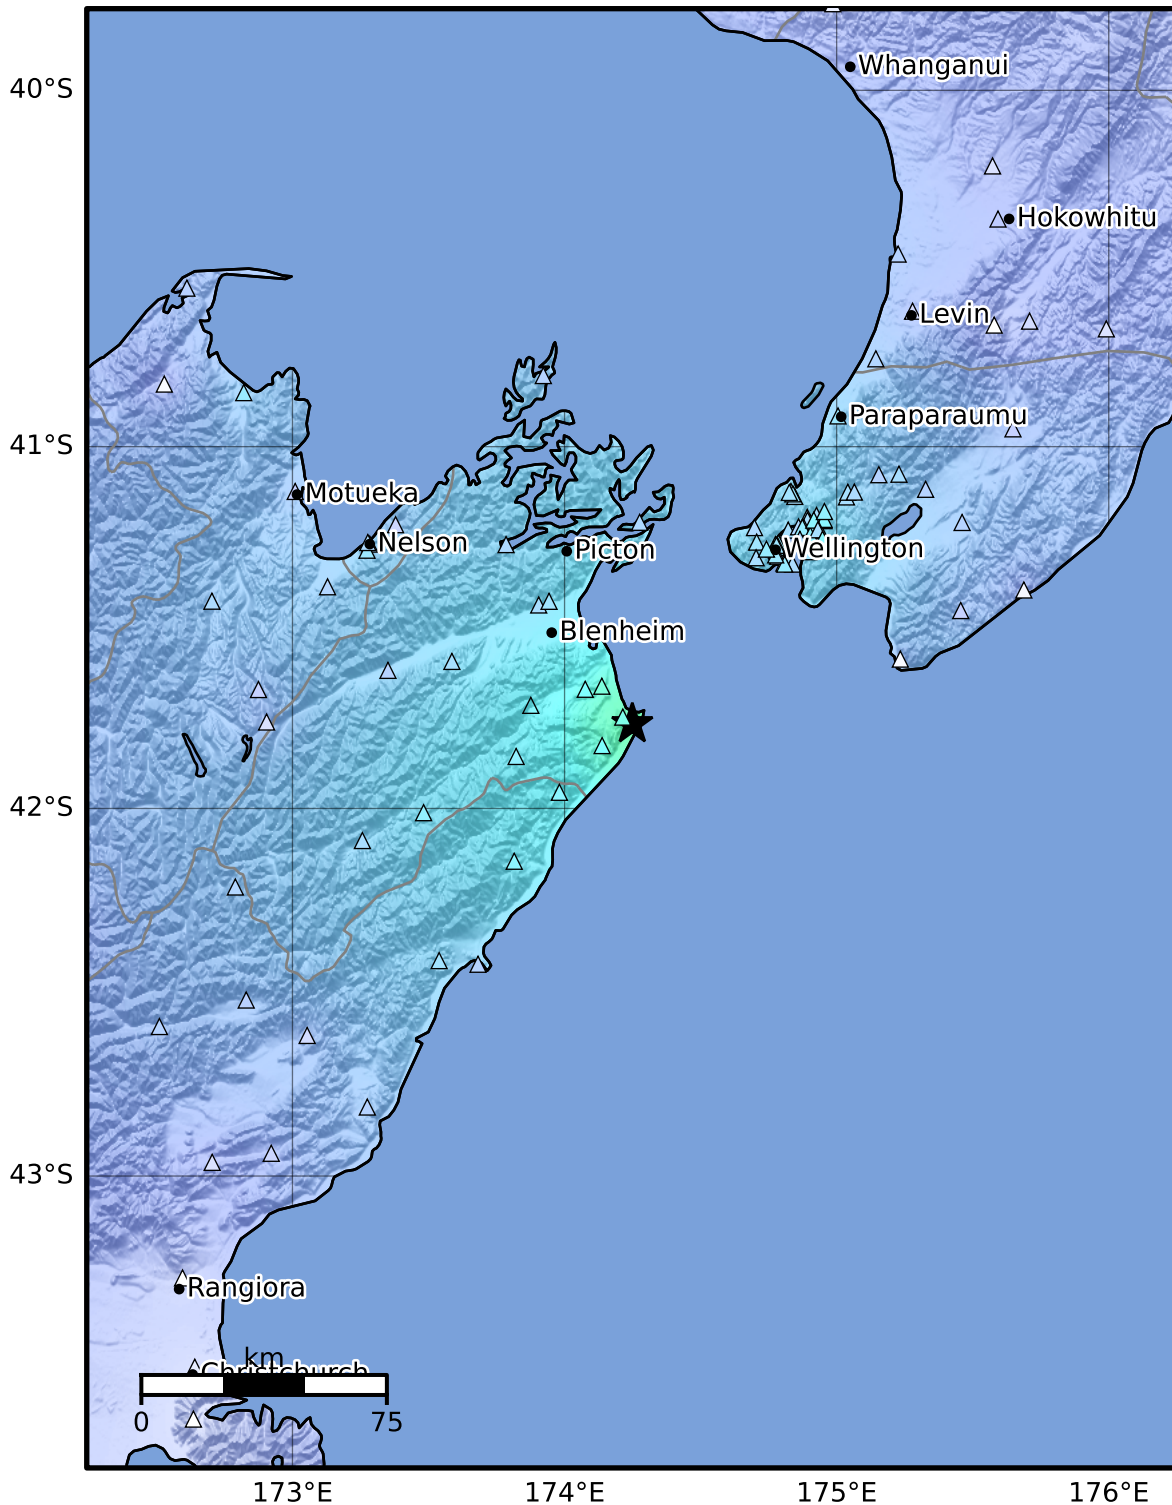 Whanganui
40°S
Hokowhitu
Levin
Paraparaumu
41°S
Motueka
Nelson
Picton
Wellington
Blenheim
42°S
43°S
Rangiora
km
Christchurch
0 75
173°E 174°E 175°E 176°E